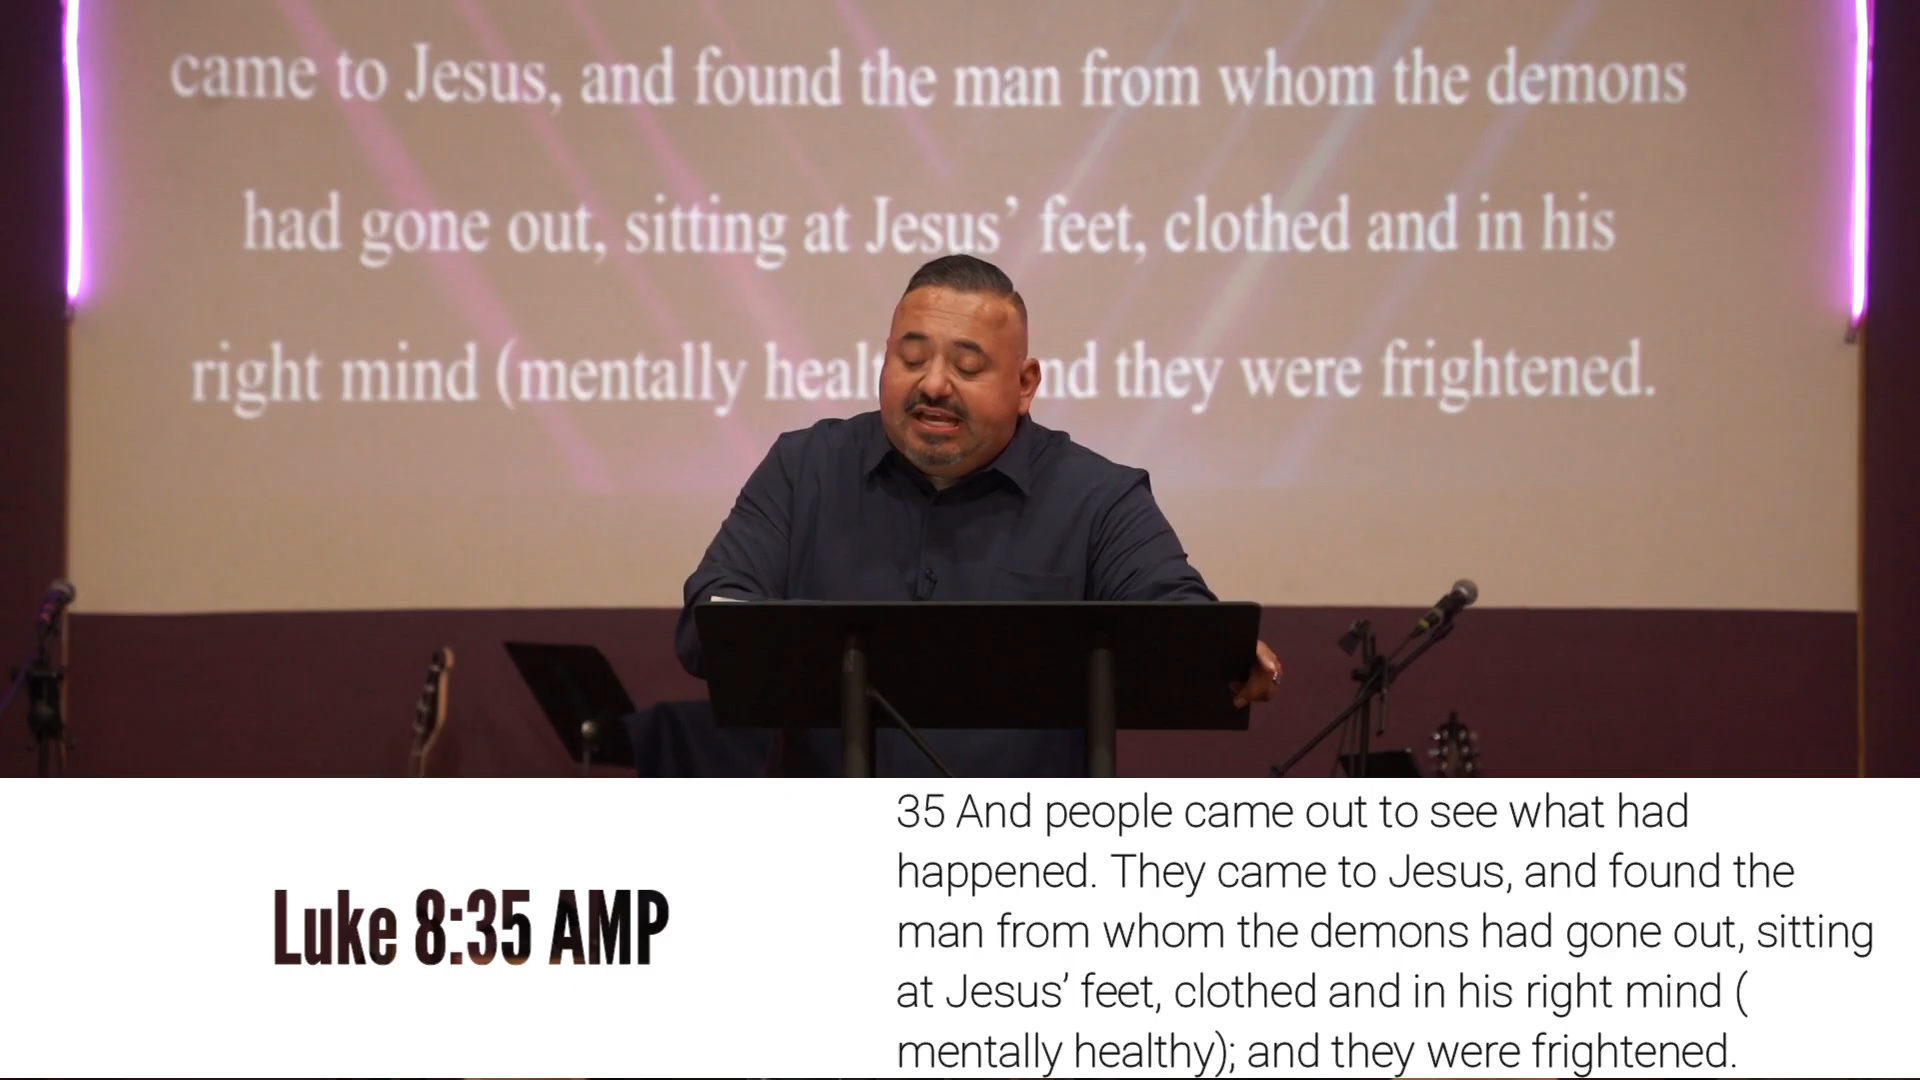 came to Jesus, and found the man from whom the demons
had gone out, sitting at Jesus’ feet, clothed and in his
right mind (mentally they were frightened.
Luke 8:35 AMP
35 And people came out to see what had
happened. They came to Jesus, and found the
man from whom the demons had gone out, sitting
at Jesus’ feet, clothed and in his right mind (
mentally healthy); and they were frightened.